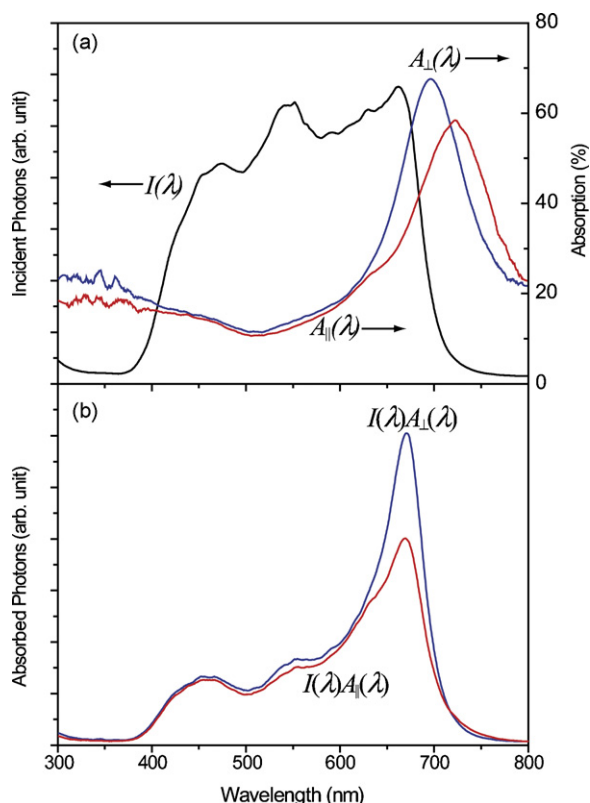 (a)
A⊥(λ)
I(λ)
A||(λ)
Incident Photons (arb. unit)
80
60
40
20
0
Absorption (%)
(b)
I(λ)A⊥(λ)
I(λ)A||(λ)
Absorbed Photons (arb. unit)
300 400 500 600 700 800
Wavelength (nm)